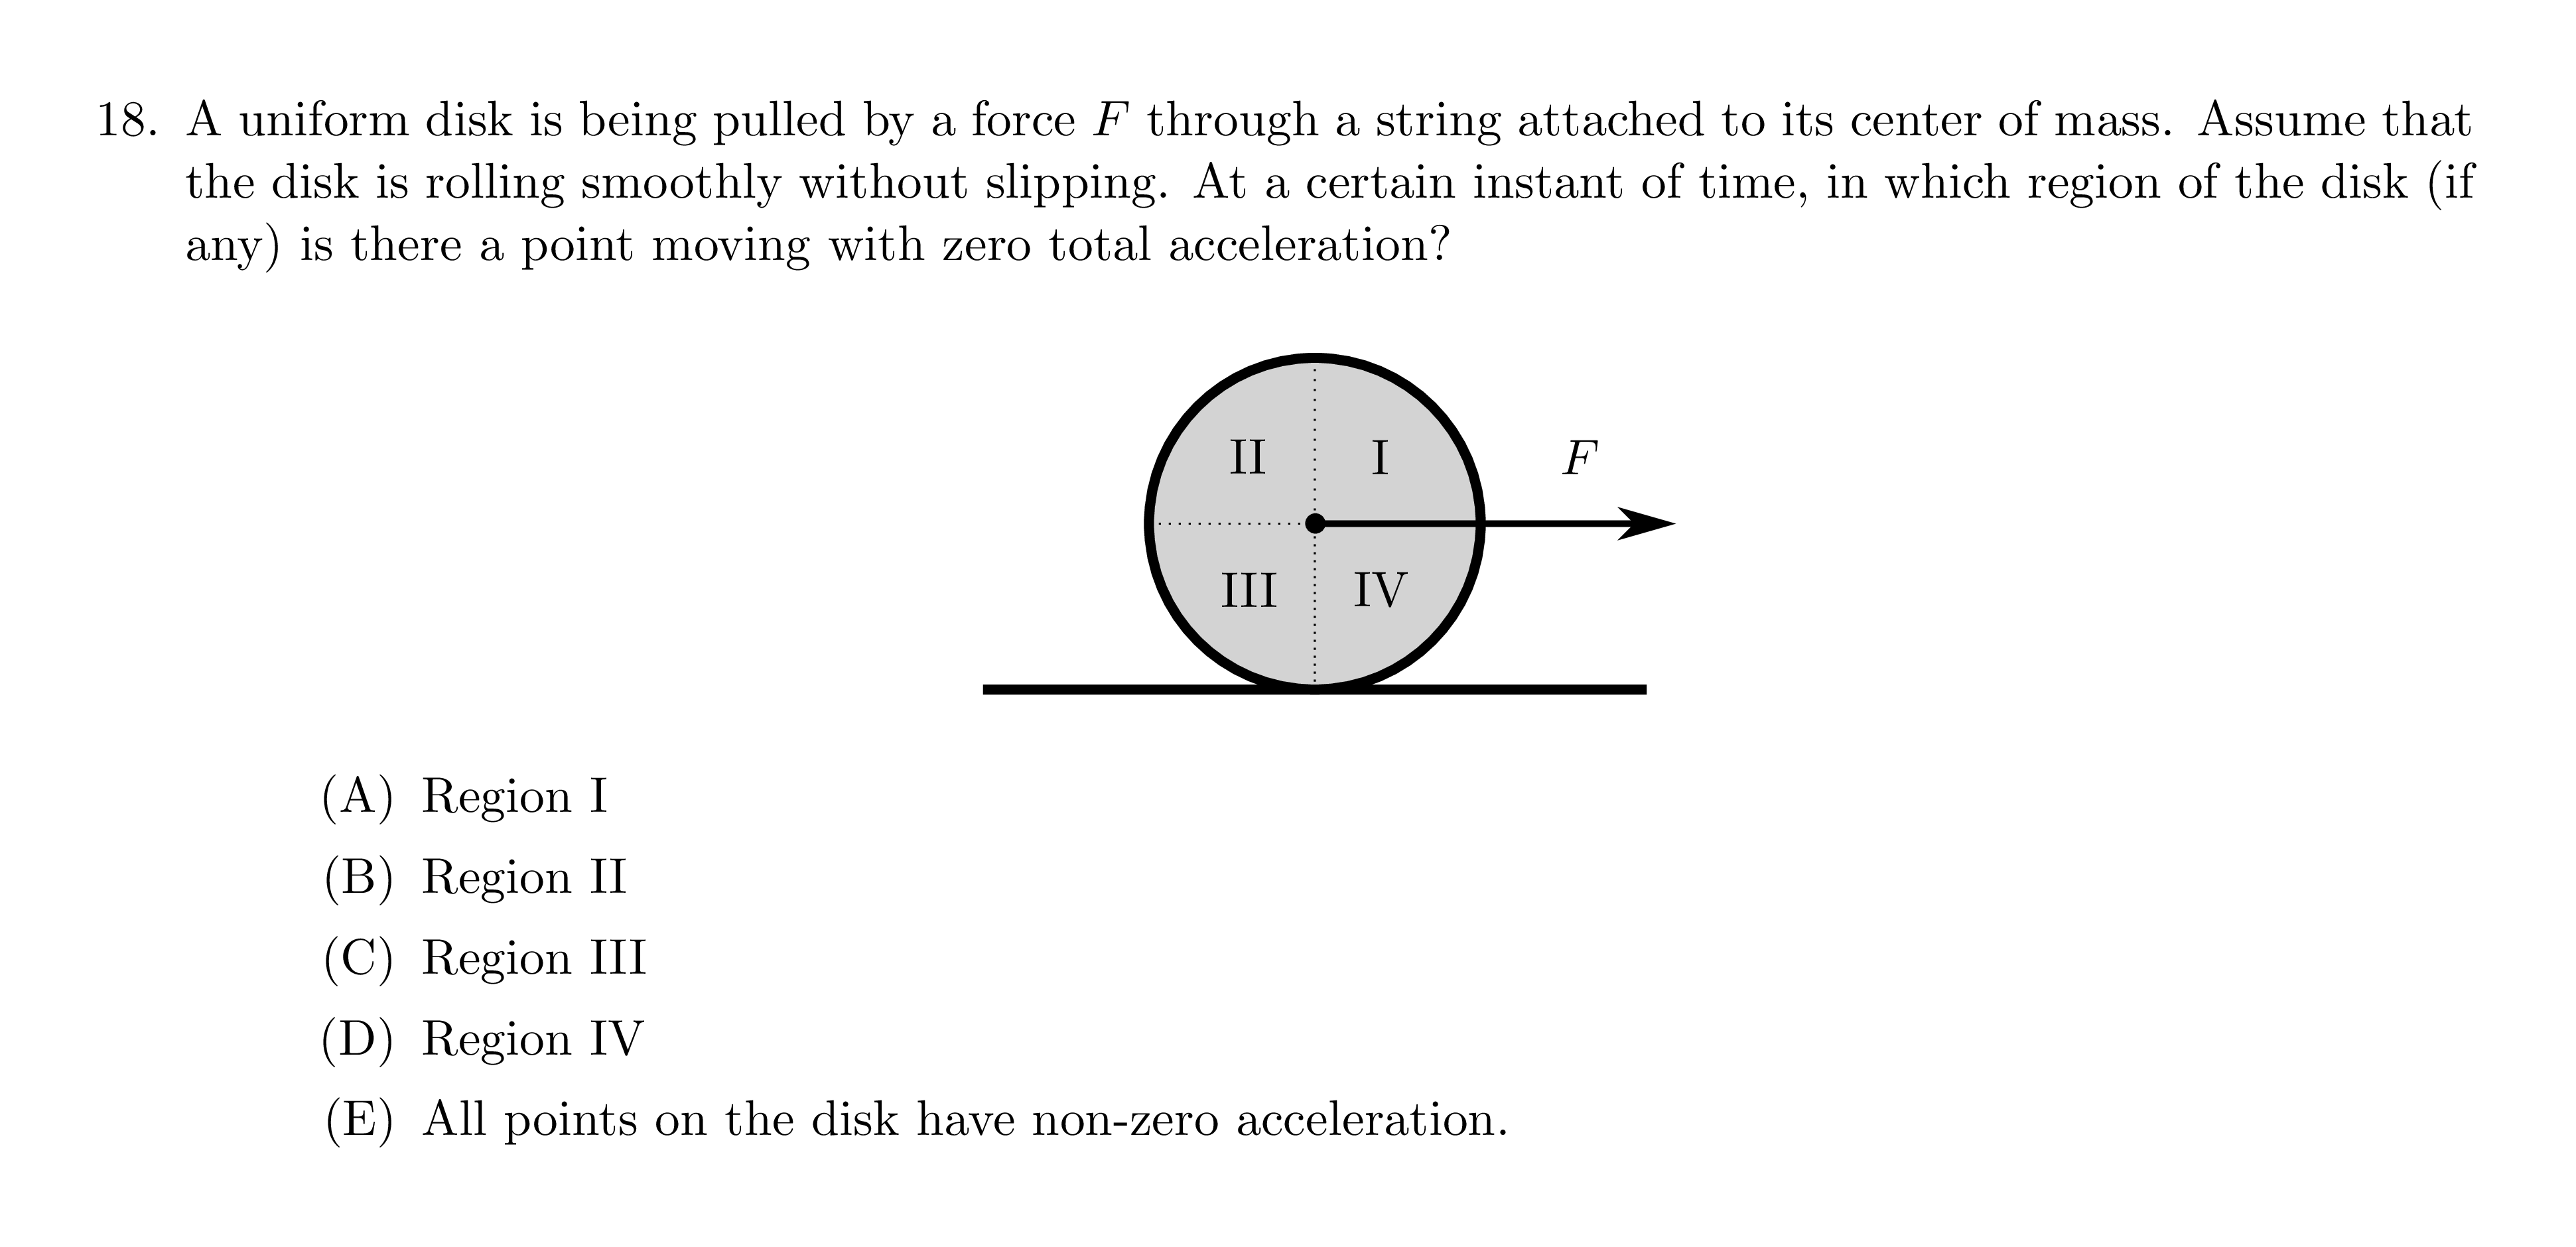 18. A uniform disk is being pulled by a force F through a string attached to its center of mass. Assume that
the disk is rolling smoothly without slipping. At a certain instant of time, in which region of the disk (if
any) is there a point moving with zero total acceleration?
II I F
III IV
(A) Region I
(B) Region II
(C) Region III
(D) Region IV
(E) All points on the disk have non-zero acceleration.